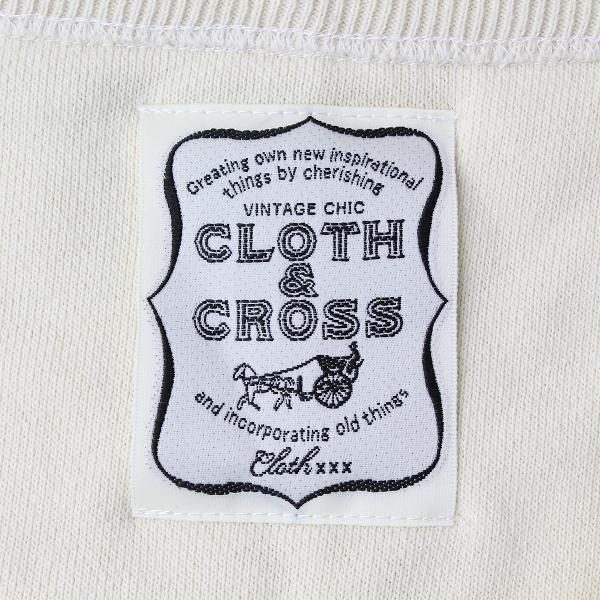 Creating own new inspirational
things by cherishing
VINTAGE CHIC
CLOTH
&
CROSS
and incorporating old things
Cloth xxx